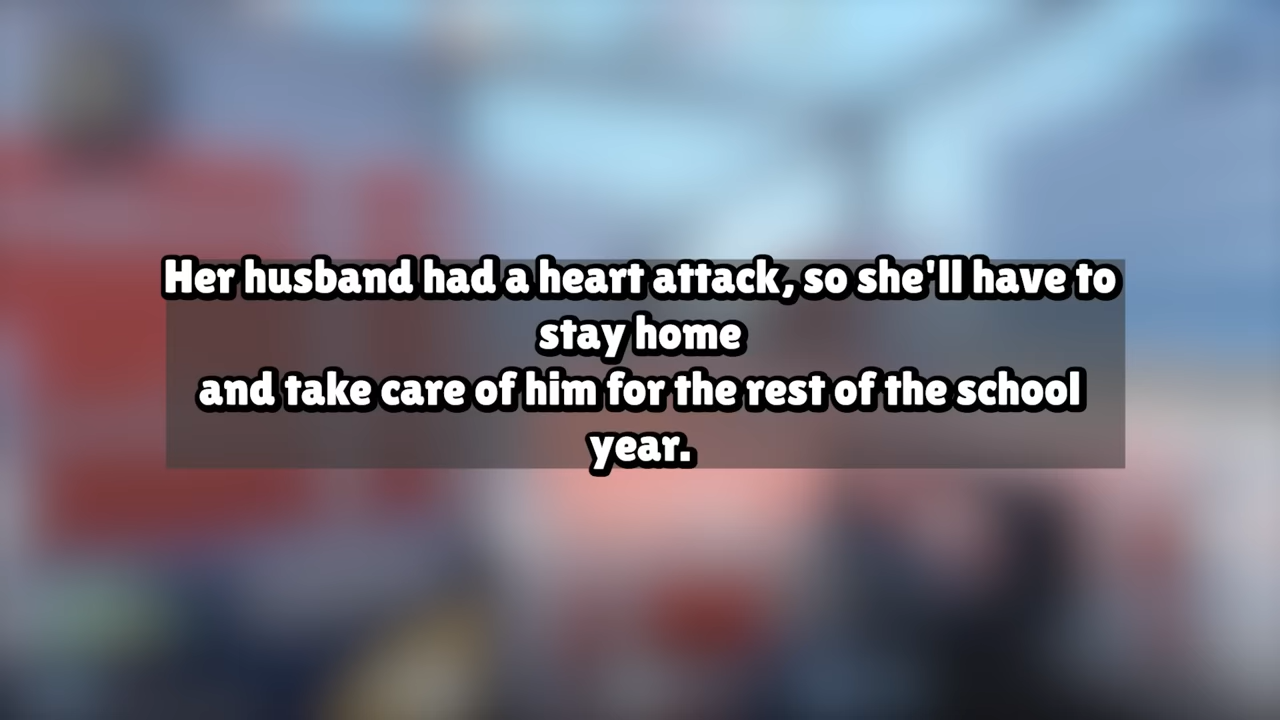 Her husband had a heart attack, so she'll have to
stay home
and take care of him for the rest of the school
year.